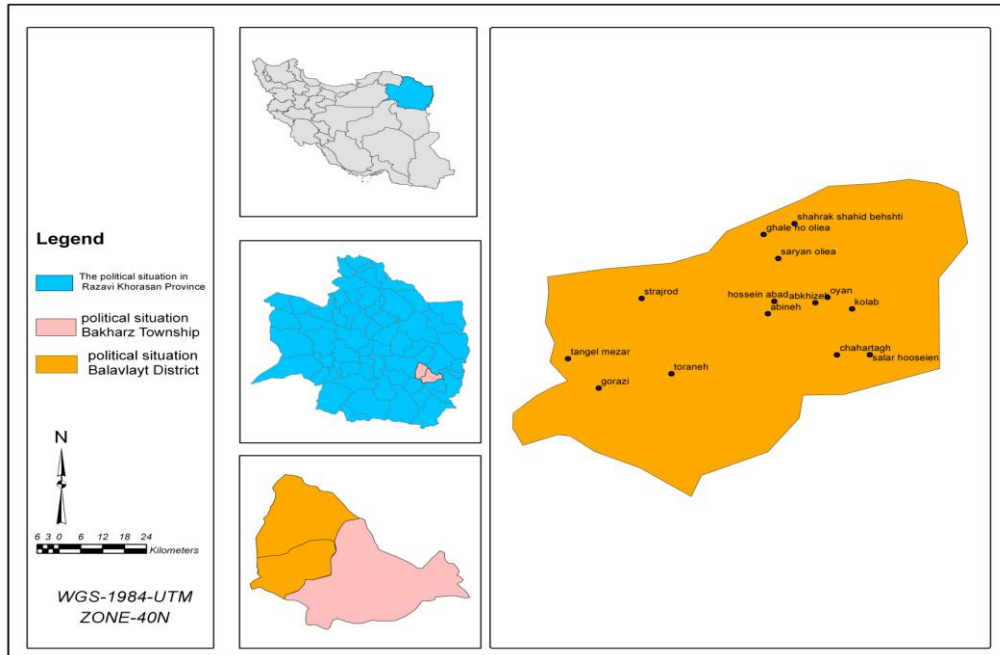 Legend
The political situation in
Razavi Khorasan Province
political situation
Bakharz Township
political situation
Balavlayt District
N
6 3 0 6 12 18 24
Kilometers
WGS-1984-UTM
ZONE-40N
shahrak shahid behshti
ghale no oliea
saryan oliea
strajrod
hossein abad
abkhizeh
oyan
abineh
kolab
chahartagh
salar hooseien
tangel mezar
toraneh
gorazi